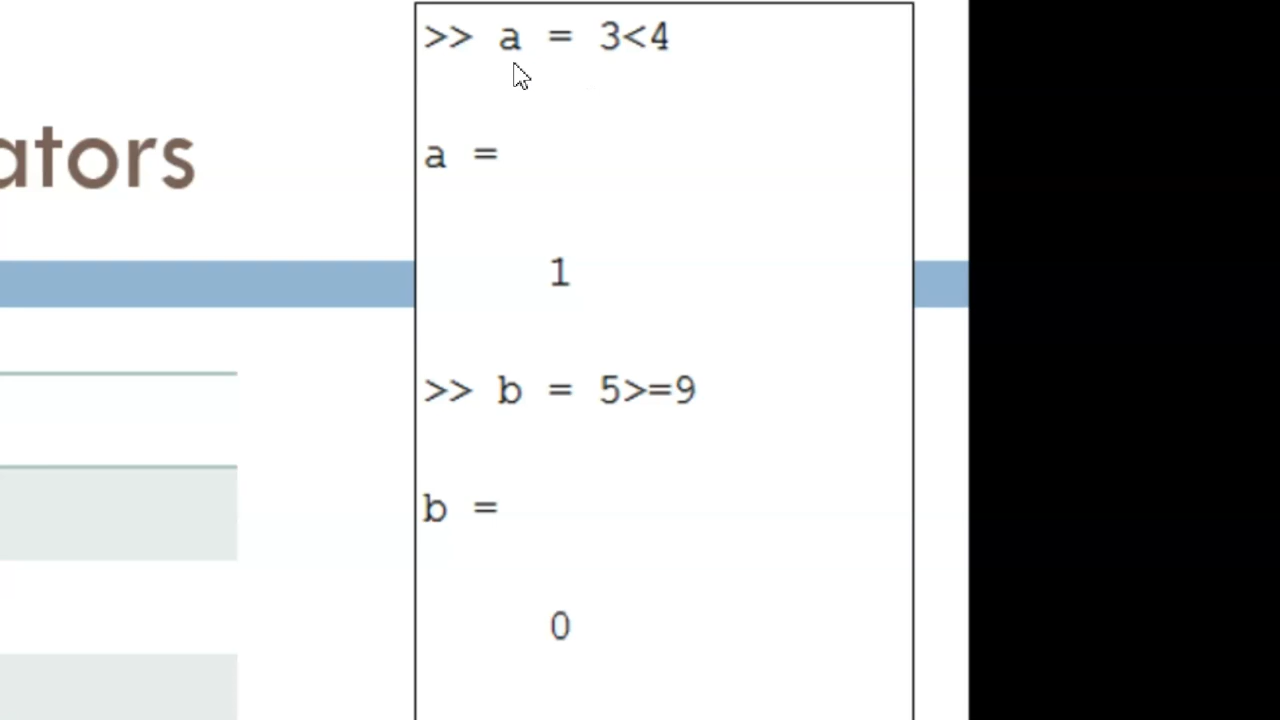 ators
>> a = 3<4
a =
1
>> b = 5>=9
b =
0